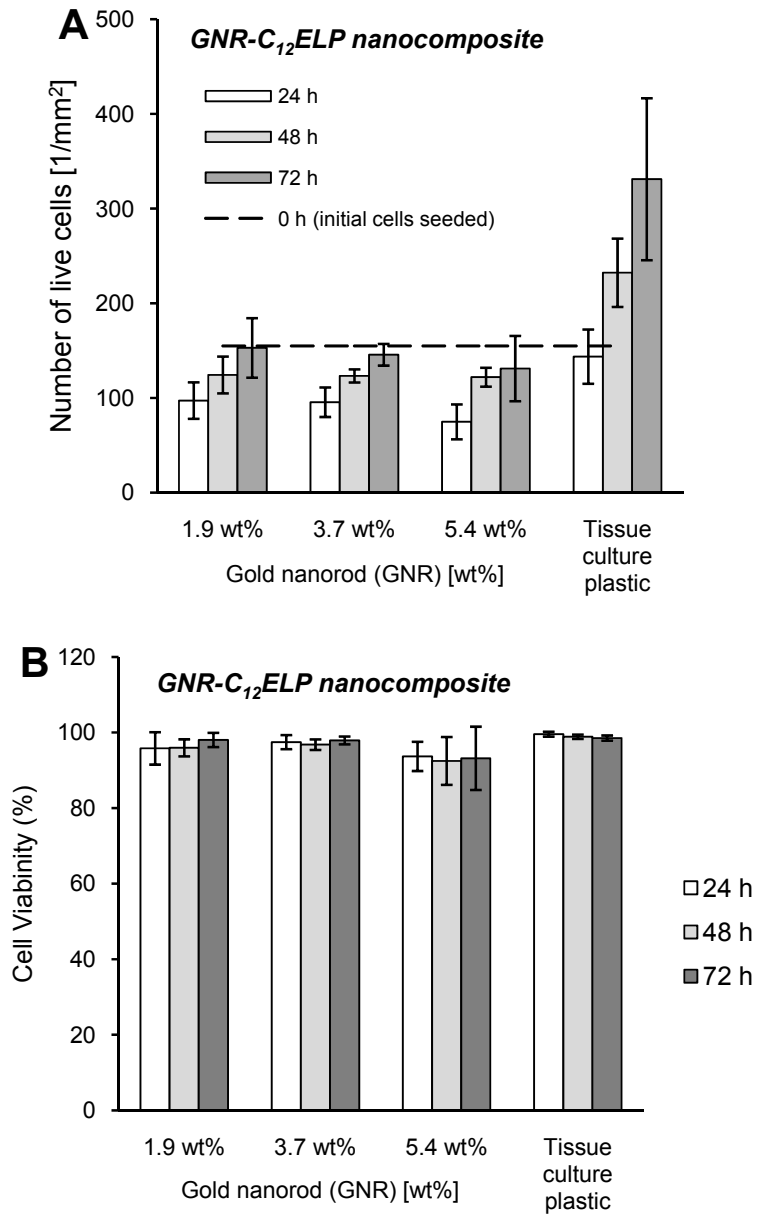 A
GNR-C₁₂ELP nanocomposite
500
400
300
200
100
0
Number of live cells [1/mm²]
24 h
48 h
72 h
0 h (initial cells seeded)
1.9 wt%
3.7 wt%
5.4 wt%
Tissue
culture
plastic
Gold nanorod (GNR) [wt%]
B
GNR-C₁₂ELP nanocomposite
120
100
80
60
40
20
0
Cell Viabinity (%)
24 h
48 h
72 h
1.9 wt%
3.7 wt%
5.4 wt%
Tissue
culture
plastic
Gold nanorod (GNR) [wt%]